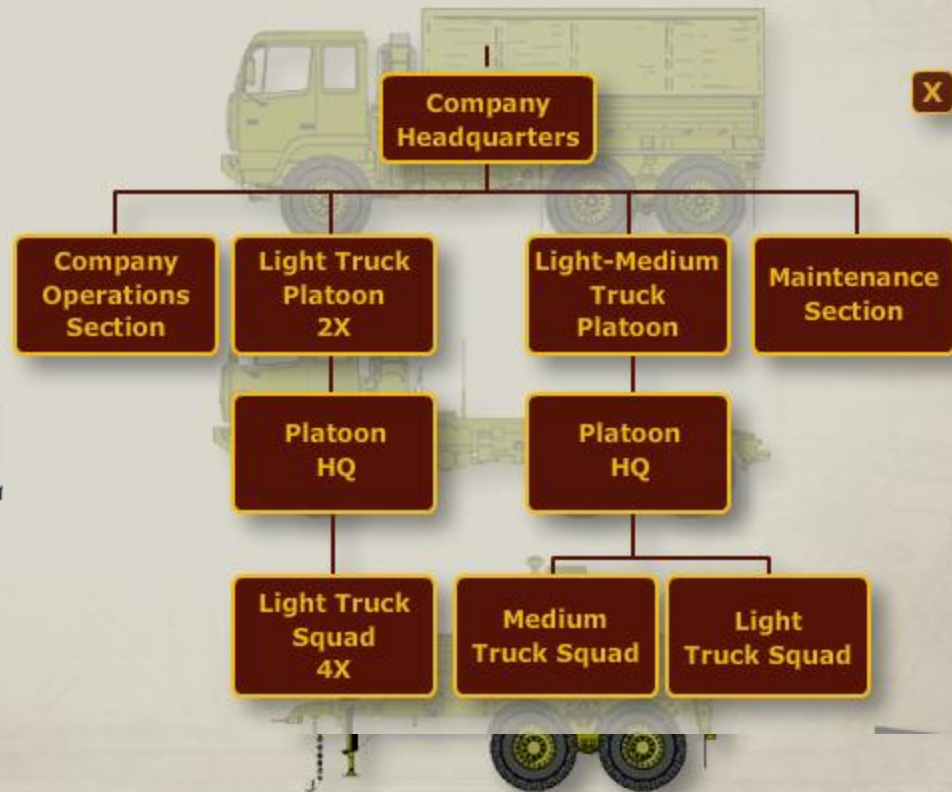 Company
Headquarters
X
Company
Operations
Section
Light Truck
Platoon
2X
Light-Medium
Truck
Platoon
Maintenance
Section
Platoon
HQ
Platoon
HQ
Light Truck
Squad
4X
Medium
Truck Squad
Light
Truck Squad